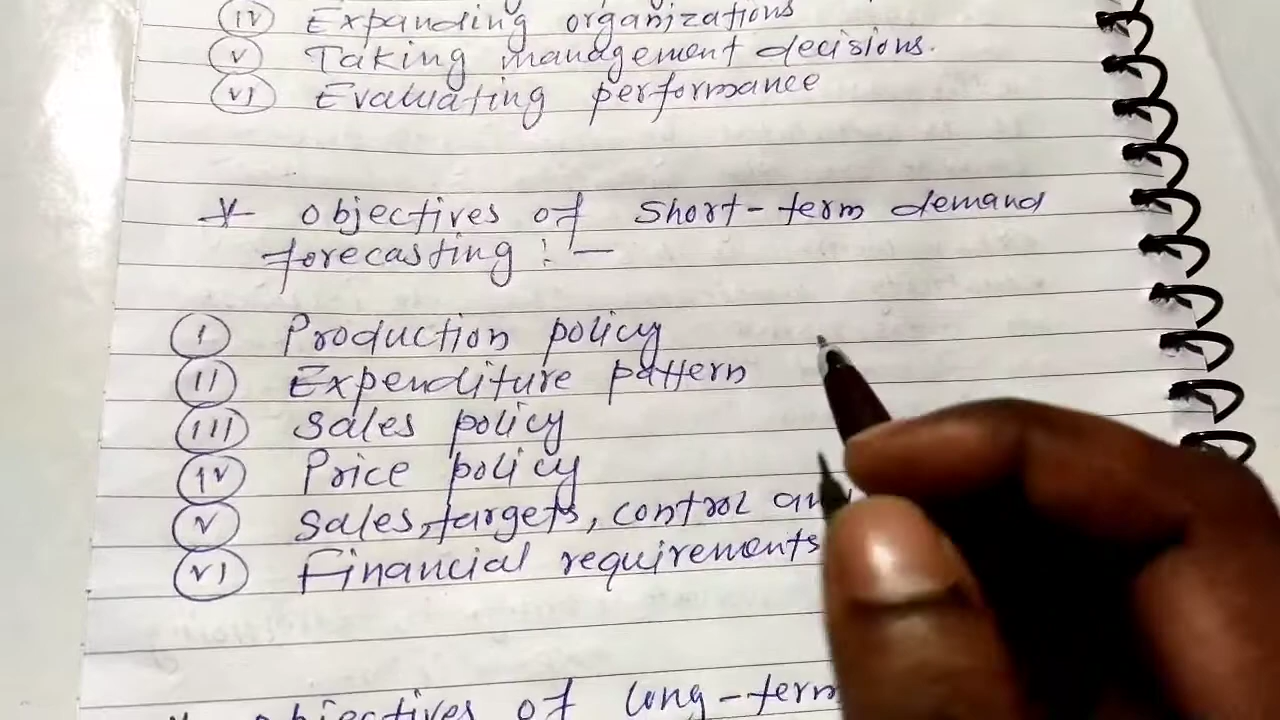 (IV) Expanding organizations
(V) Taking management decisions.
(VI) Evaluating performance
* Objectives of Short-term demand
forecasting : —
(I) Production policy
(II) Expenditure pattern
(III) Sales policy
(IV) Price policy
(V) Sales, targets, control
(VI) Financial requirements
* objectives of long-term